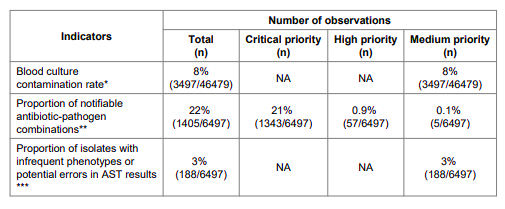 Number of observations
Indicators
Total
(n)
Critical priority
(n)
High priority
(n)
Medium priority
(n)
Blood culture
contamination rate*
8%
(3497/46479)
NA
NA
8%
(3497/46479)
Proportion of notifiable
antibiotic-pathogen
combinations**
22%
(1405/6497)
21%
(1343/6497)
0.9%
(57/6497)
0.1%
(5/6497)
Proportion of isolates with
infrequent phenotypes or
potential errors in AST results
***
3%
(188/6497)
NA
NA
3%
(188/6497)